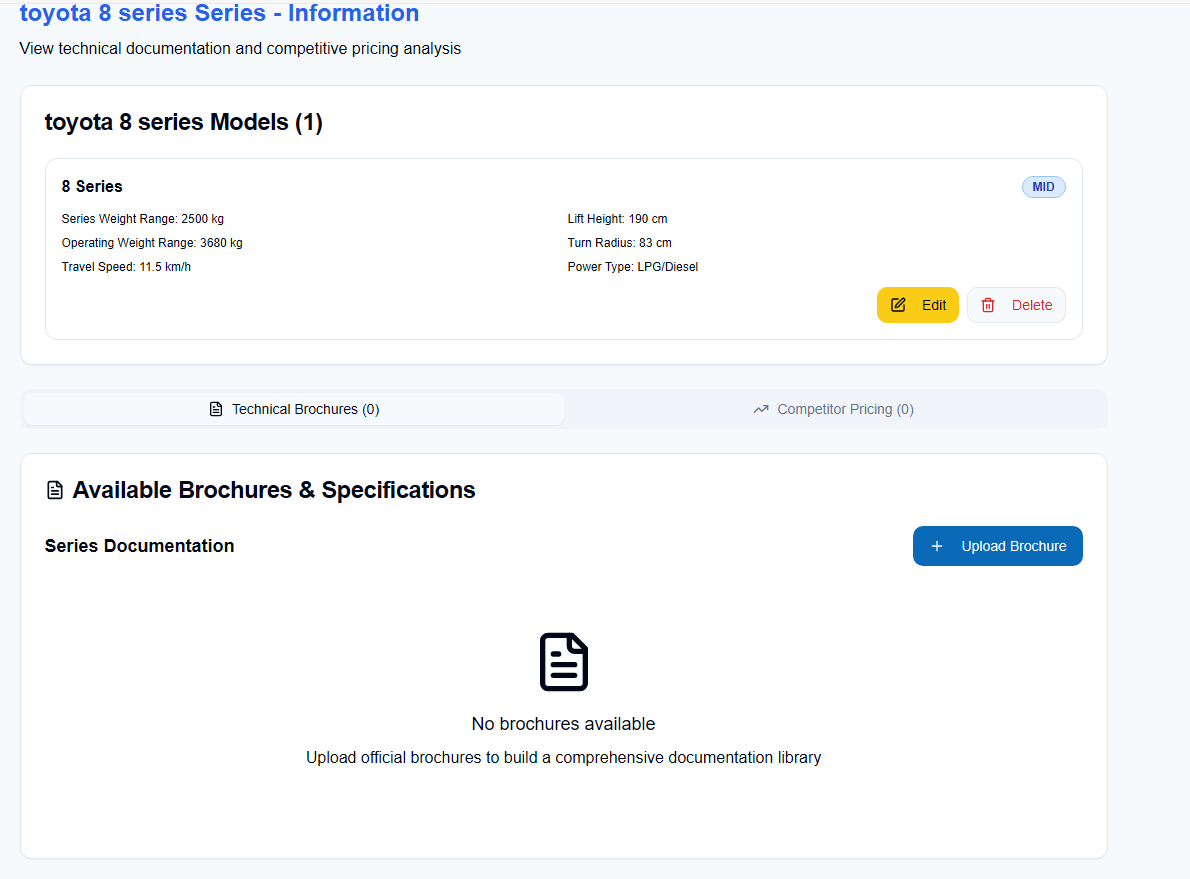 toyota 8 series Series - Information
View technical documentation and competitive pricing analysis
toyota 8 series Models (1)
8 Series
MID
Series Weight Range: 2500 kg
Lift Height: 190 cm
Operating Weight Range: 3680 kg
Turn Radius: 83 cm
Travel Speed: 11.5 km/h
Power Type: LPG/Diesel
Edit
Delete
Technical Brochures (0)
Competitor Pricing (0)
Available Brochures & Specifications
Series Documentation
+ Upload Brochure
No brochures available
Upload official brochures to build a comprehensive documentation library